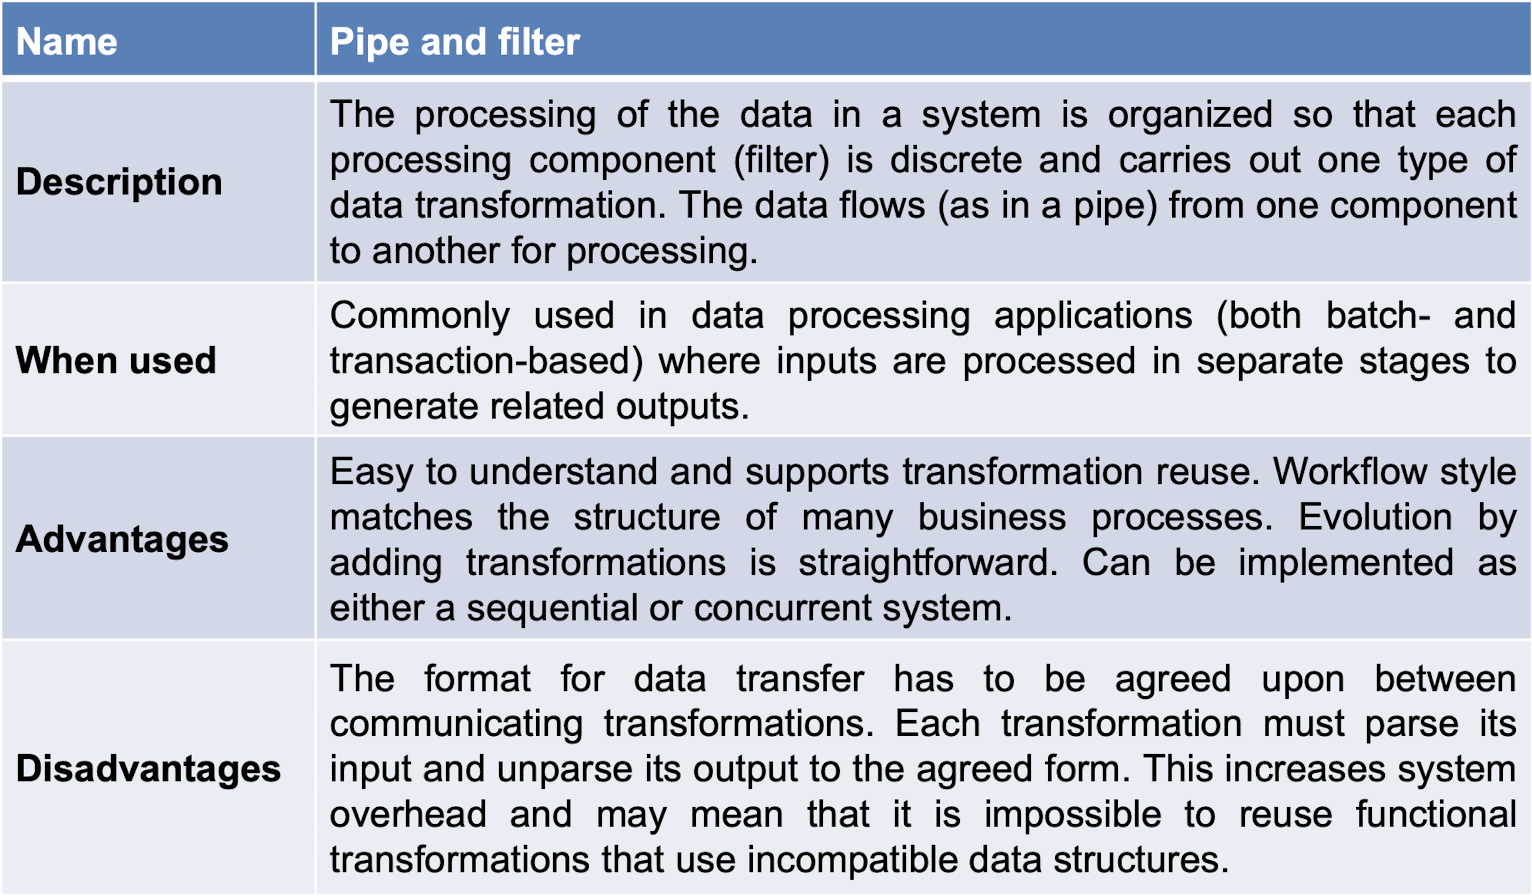 Name
Pipe and filter
Description
The processing of the data in a system is organized so that each
processing component (filter) is discrete and carries out one type of
data transformation. The data flows (as in a pipe) from one component
to another for processing.
When used
Commonly used in data processing applications (both batch- and
transaction-based) where inputs are processed in separate stages to
generate related outputs.
Advantages
Easy to understand and supports transformation reuse. Workflow style
matches the structure of many business processes. Evolution by
adding transformations is straightforward. Can be implemented as
either a sequential or concurrent system.
Disadvantages
The format for data transfer has to be agreed upon between
communicating transformations. Each transformation must parse its
input and unparse its output to the agreed form. This increases system
overhead and may mean that it is impossible to reuse functional
transformations that use incompatible data structures.